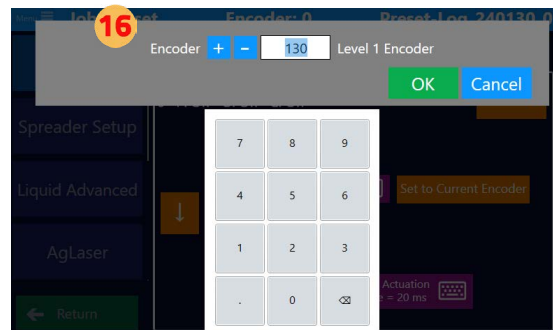 Menu
Encoder: 0
Preset-Log 240130
16
Encoder + - 130 Level 1 Encoder
OK Cancel
Spreader Setup
7 8 9
Liquid Advanced
4 5 6
Set to Current Encoder
AgLaser
1 2 3
Actuation
= 20 ms
. 0
Return